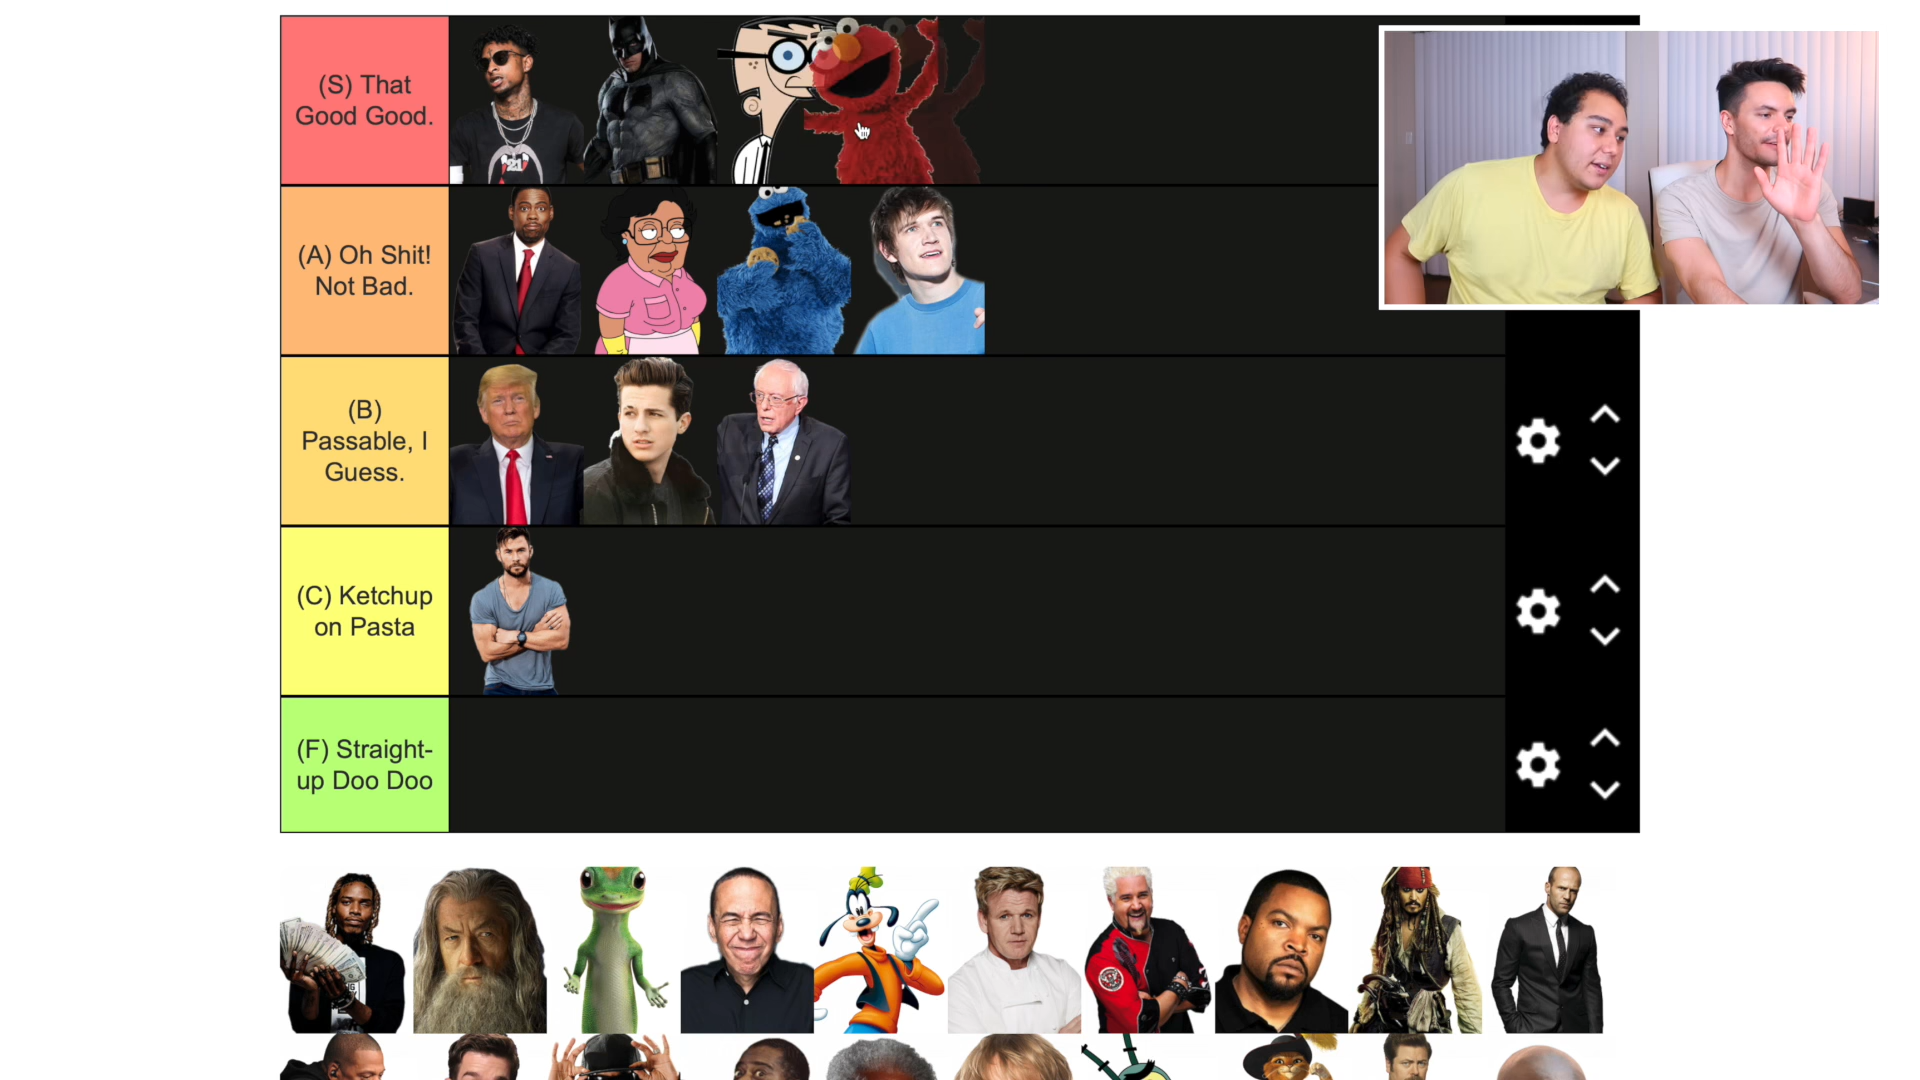 (S) That
Good Good.
(A) Oh Shit!
Not Bad.
(B)
Passable, I
Guess.
(C) Ketchup
on Pasta
(F) Straight-
up Doo Doo